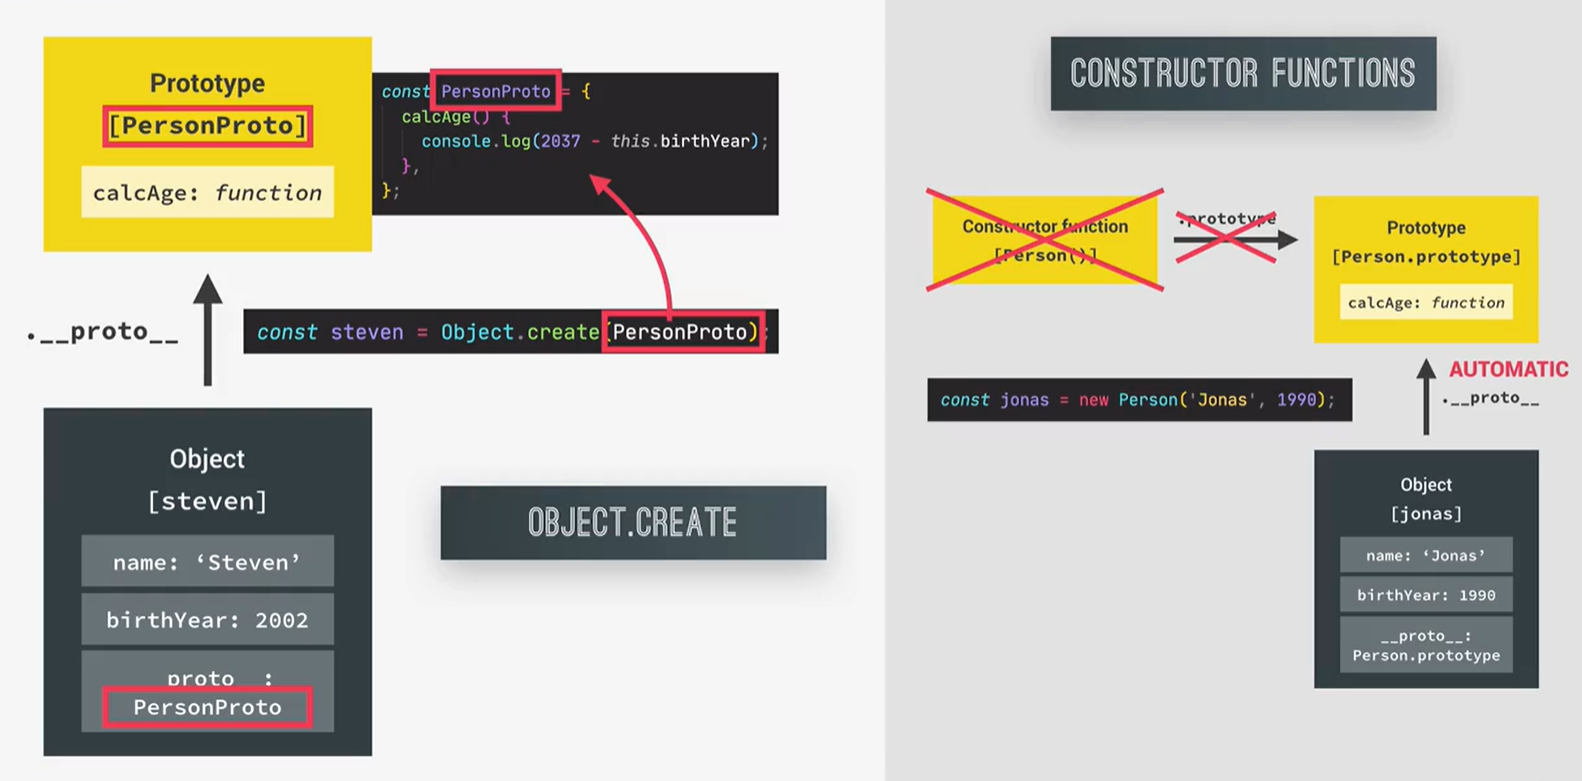 Prototype
[PersonProto]
calcAge: function
const PersonProto = {
calcAge() {
console.log(2037 - this.birthYear);
},
};
.__proto__
const steven = Object.create(PersonProto);
Object
[steven]
name: ‘Steven’
birthYear: 2002
__proto__:
PersonProto
OBJECT.CREATE
CONSTRUCTOR FUNCTIONS
Constructor function
[Person()]
.prototype
Prototype
[Person.prototype]
calcAge: function
AUTOMATIC
.__proto__
const jonas = new Person('Jonas', 1990);
Object
[jonas]
name: ‘Jonas’
birthYear: 1990
__proto__:
Person.prototype